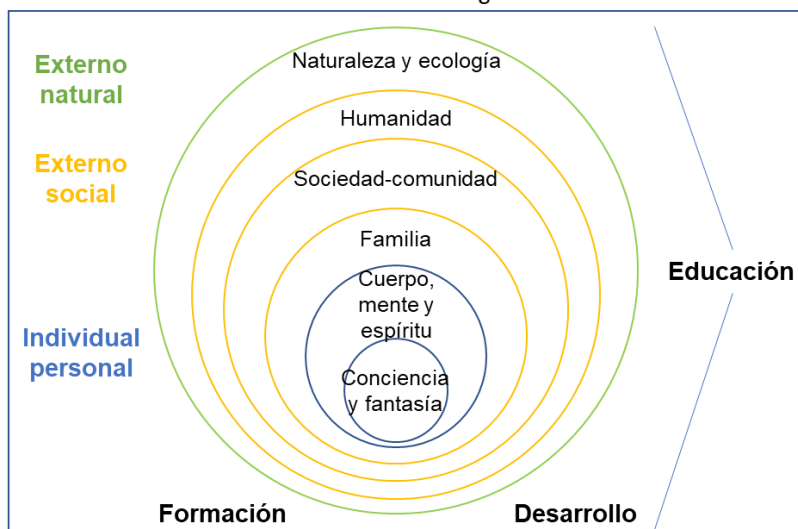 Naturaleza y ecología
Externo
natural
Humanidad
Externo
social
Sociedad-comunidad
Familia
Cuerpo,
mente y
espíritu
Educación
Individual
personal
Conciencia
y fantasía
Formación
Desarrollo